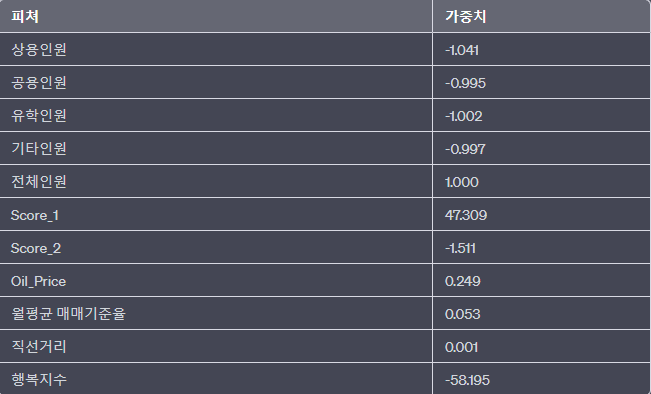 피쳐 가중치
상용인원 -1.041
공용인원 -0.995
유학인원 -1.002
기타인원 -0.997
전체인원 1.000
Score_1 47.309
Score_2 -1.511
Oil_Price 0.249
월평균 매매기준율 0.053
직선거리 0.001
행복지수 -58.195